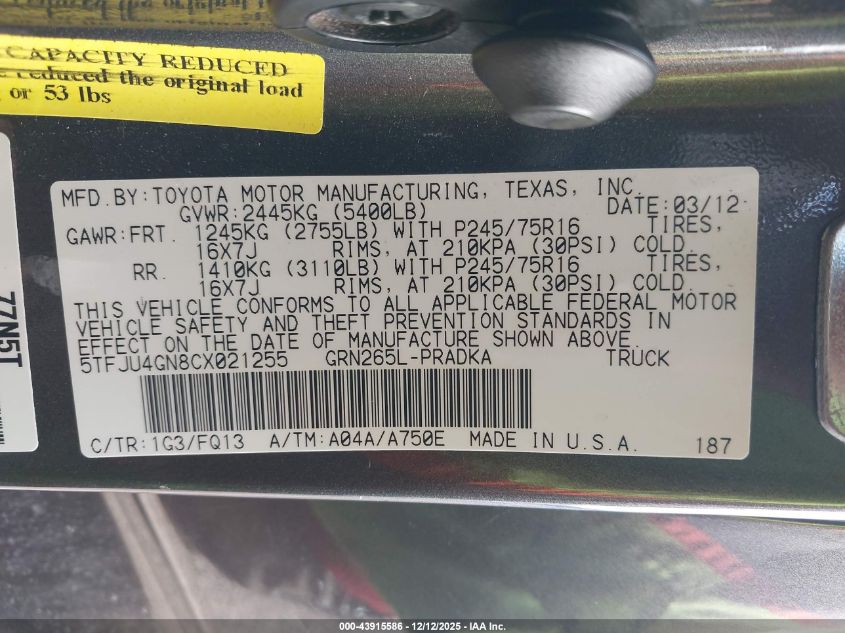 CAPACITY REDUCED
reduced the original load
or 53 lbs
77N5T
MFD. BY: TOYOTA MOTOR MANUFACTURING, TEXAS, INC.
GVWR: 2445KG (5400LB) DATE: 03/12
GAWR: FRT. 1245KG (2755LB) WITH P245/75R16 TIRES,
16X7J RIMS, AT 210KPA (30PSI) COLD.
RR. 1410KG (3110LB) WITH P245/75R16 TIRES,
16X7J RIMS, AT 210KPA (30PSI) COLD.
THIS VEHICLE CONFORMS TO ALL APPLICABLE FEDERAL MOTOR
VEHICLE SAFETY AND THEFT PREVENTION STANDARDS IN
EFFECT ON THE DATE OF MANUFACTURE SHOWN ABOVE.
5TFJU4GN8CX021255 GRN265L-PRADKA TRUCK
C/TR: 1G3/FQ13 A/TM: A04A/A750E MADE IN U.S.A. 187
000-43915586 - 12/12/2025 - IAA Inc.